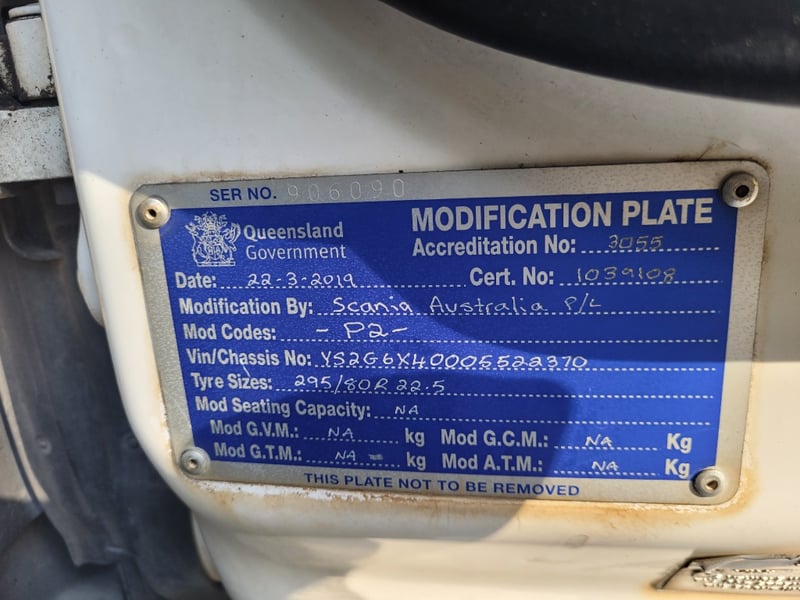 SER NO. 906090
Queensland Government
MODIFICATION PLATE
Accreditation No: 3055
Date: 22-3-2019 Cert. No: 1039108
Modification By: Scania Australia P/L
Mod Codes: -P2-
Vin/Chassis No: YS2G6X40005522370
Tyre Sizes: 295/80R 22.5
Mod Seating Capacity: NA
Mod G.V.M.: NA kg Mod G.C.M.: NA Kg
Mod G.T.M.: NA kg Mod A.T.M.: NA Kg
THIS PLATE NOT TO BE REMOVED